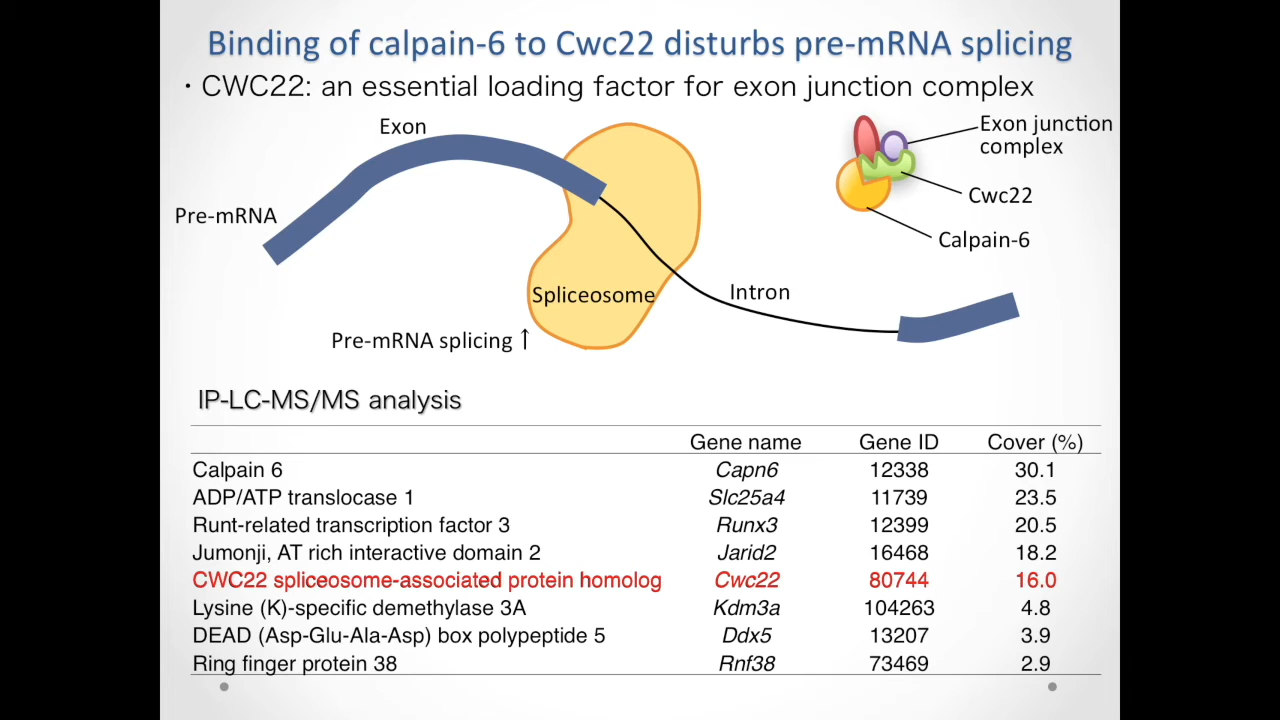 Binding of calpain-6 to Cwc22 disturbs pre-mRNA splicing
・CWC22: an essential loading factor for exon junction complex
Exon
Exon junction
complex
Pre-mRNA
Cwc22
Calpain-6
Spliceosome
Intron
Pre-mRNA splicing ↑
IP-LC-MS/MS analysis
Gene name Gene ID Cover (%)
Calpain 6 Capn6 12338 30.1
ADP/ATP translocase 1 Slc25a4 11739 23.5
Runt-related transcription factor 3 Runx3 12399 20.5
Jumonji, AT rich interactive domain 2 Jarid2 16468 18.2
CWC22 spliceosome-associated protein homolog Cwc22 80744 16.0
Lysine (K)-specific demethylase 3A Kdm3a 104263 4.8
DEAD (Asp-Glu-Ala-Asp) box polypeptide 5 Ddx5 13207 3.9
Ring finger protein 38 Rnf38 73469 2.9